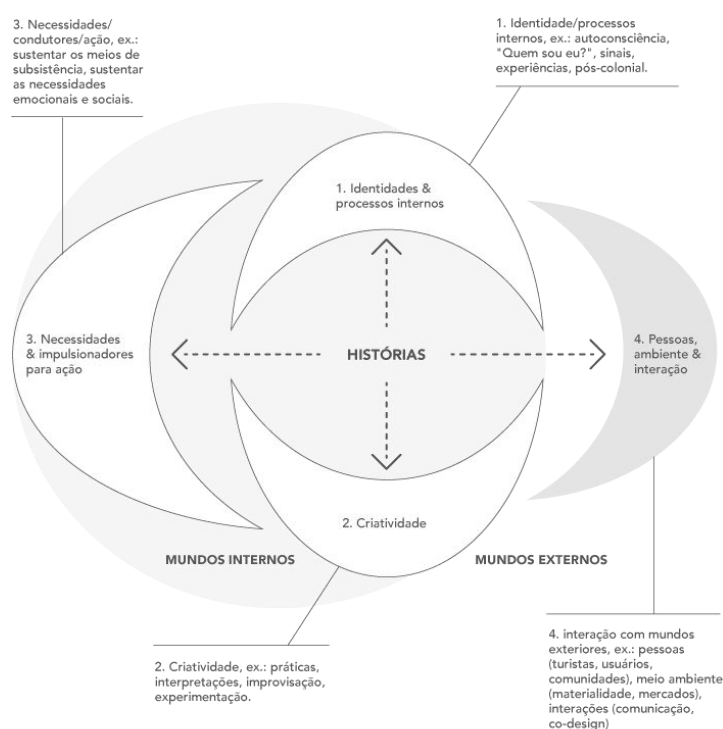 3. Necessidades/
condutores/ação, ex.:
sustentar os meios de
subsistência, sustentar
as necessidades
emocionais e sociais.
1. Identidade/processos
internos, ex.: autoconsciência,
"Quem sou eu?", sinais,
experiências, pós-colonial.
1. Identidades &
processos internos
3. Necessidades
& impulsionadores
para ação
HISTÓRIAS
4. Pessoas,
ambiente &
interação
2. Criatividade
MUNDOS INTERNOS
MUNDOS EXTERNOS
2. Criatividade, ex.: práticas,
interpretações, improvisação,
experimentação.
4. interação com mundos
exteriores, ex.: pessoas
(turistas, usuários,
comunidades), meio ambiente
(materialidade, mercados),
interações (comunicação,
co-design)